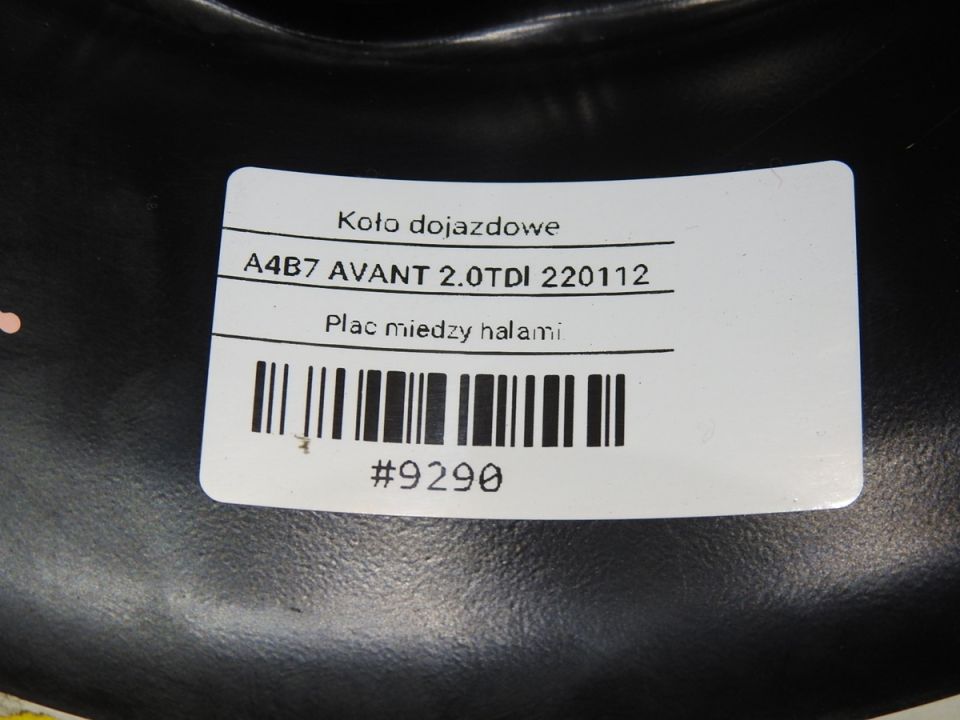 Koło dojazdowe
A4B7 AVANT 2.0TDI 220112
Plac miedzy halami
#9290